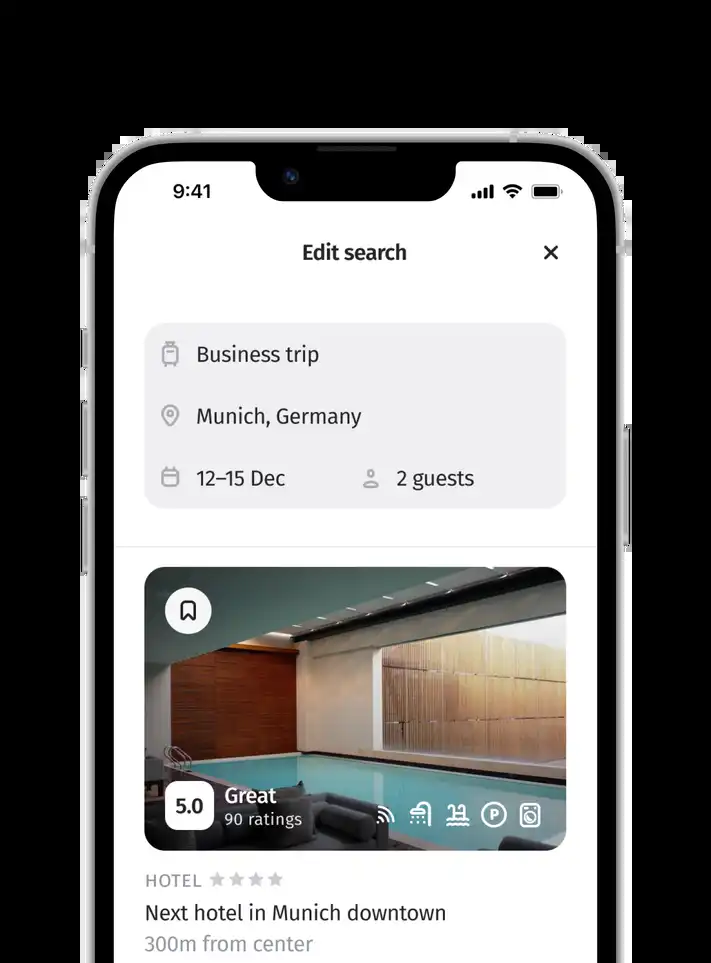 9:41
Edit search
Business trip
Munich, Germany
12–15 Dec 2 guests
5.0 Great
90 ratings
P
HOTEL
Next hotel in Munich downtown
300m from center